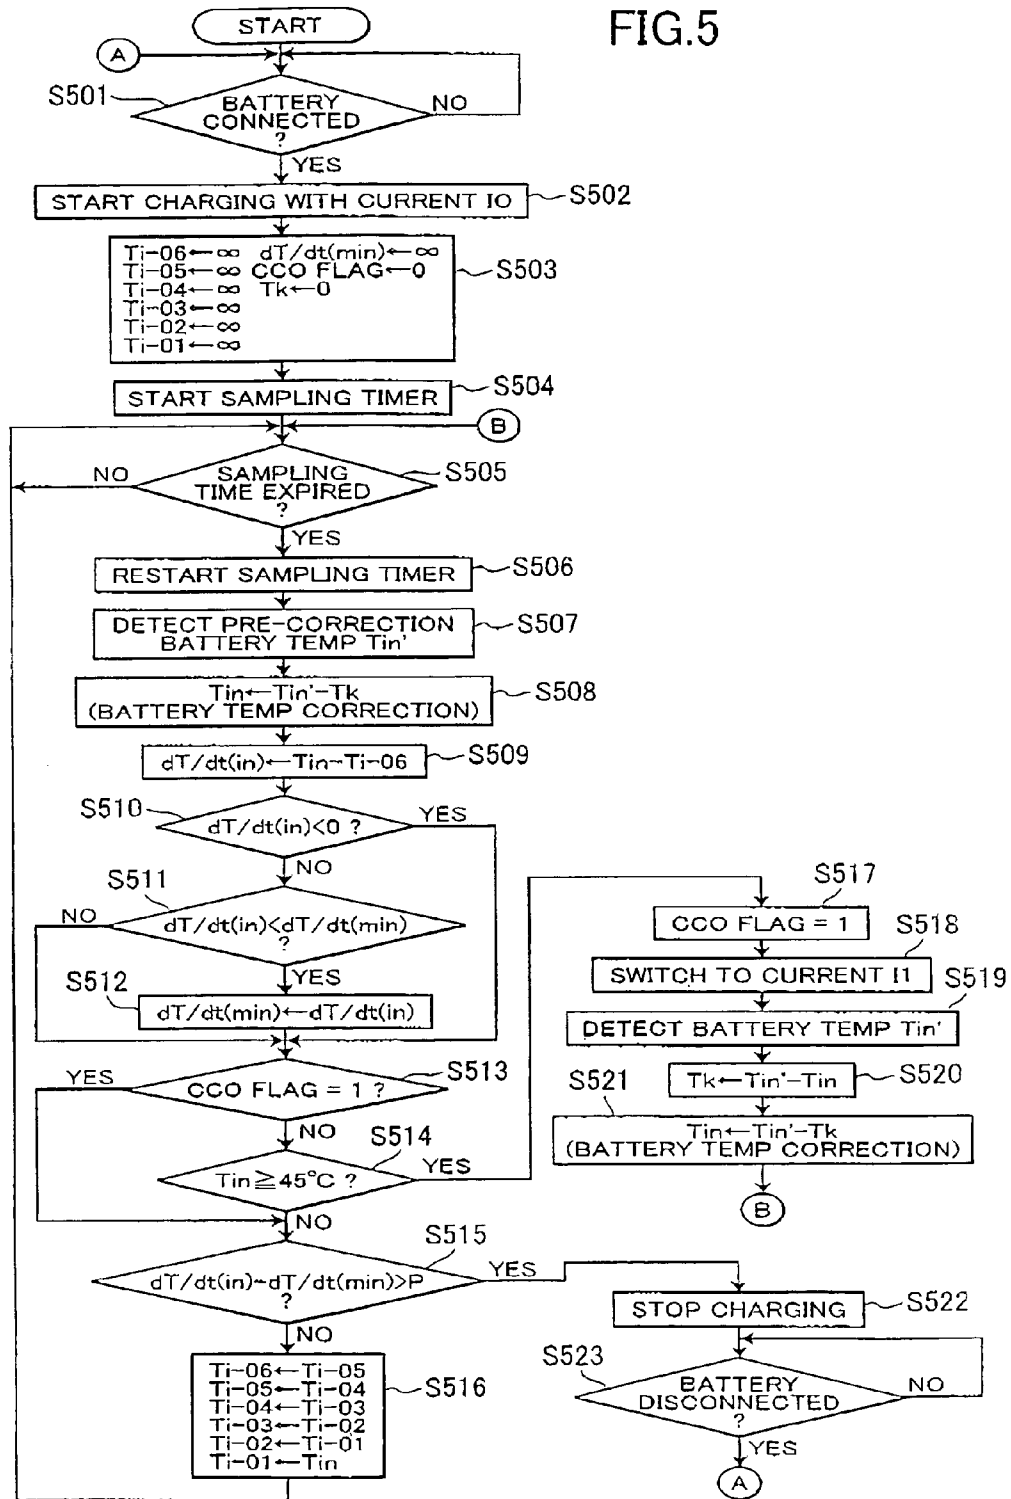 FIG.5
START
A
S501
BATTERY
CONNECTED
?
NO
YES
START CHARGING WITH CURRENT IO
S502
Ti-06←∞ dT/dt(min)←∞
Ti-05←∞ CCO FLAG←0
Ti-04←∞ Tk←0
Ti-03←∞
Ti-02←∞
Ti-01←∞
S503
START SAMPLING TIMER
S504
B
NO
SAMPLING
TIME EXPIRED
?
S505
YES
RESTART SAMPLING TIMER
S506
DETECT PRE-CORRECTION
BATTERY TEMP Tin'
S507
Tin←Tin'-Tk
(BATTERY TEMP CORRECTION)
S508
dT/dt(in)←Tin-Ti-06
S509
S510
dT/dt(in)<0 ?
YES
NO
S511
NO
dT/dt(in)<dT/dt(min)
?
YES
S512
dT/dt(min)←dT/dt(in)
YES
CCO FLAG = 1 ?
S513
NO
S514
Tin≧45°C ?
YES
NO
S515
dT/dt(in)-dT/dt(min)>P
?
YES
NO
Ti-06←Ti-05
Ti-05←Ti-04
Ti-04←Ti-03
Ti-03←Ti-02
Ti-02←Ti-01
Ti-01←Tin
S516
S517
CCO FLAG = 1
S518
SWITCH TO CURRENT I1
S519
DETECT BATTERY TEMP Tin'
Tk←Tin'-Tin
S520
S521
Tin←Tin'-Tk
(BATTERY TEMP CORRECTION)
B
STOP CHARGING
S522
S523
BATTERY
DISCONNECTED
?
NO
YES
A